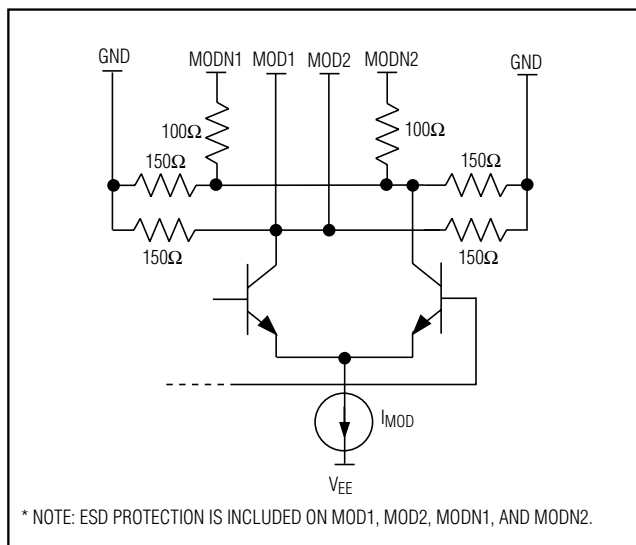 GND
MODN1
MOD1
MOD2
MODN2
GND
100Ω
100Ω
150Ω
150Ω
150Ω
150Ω
IMOD
VEE
* NOTE: ESD PROTECTION IS INCLUDED ON MOD1, MOD2, MODN1, AND MODN2.